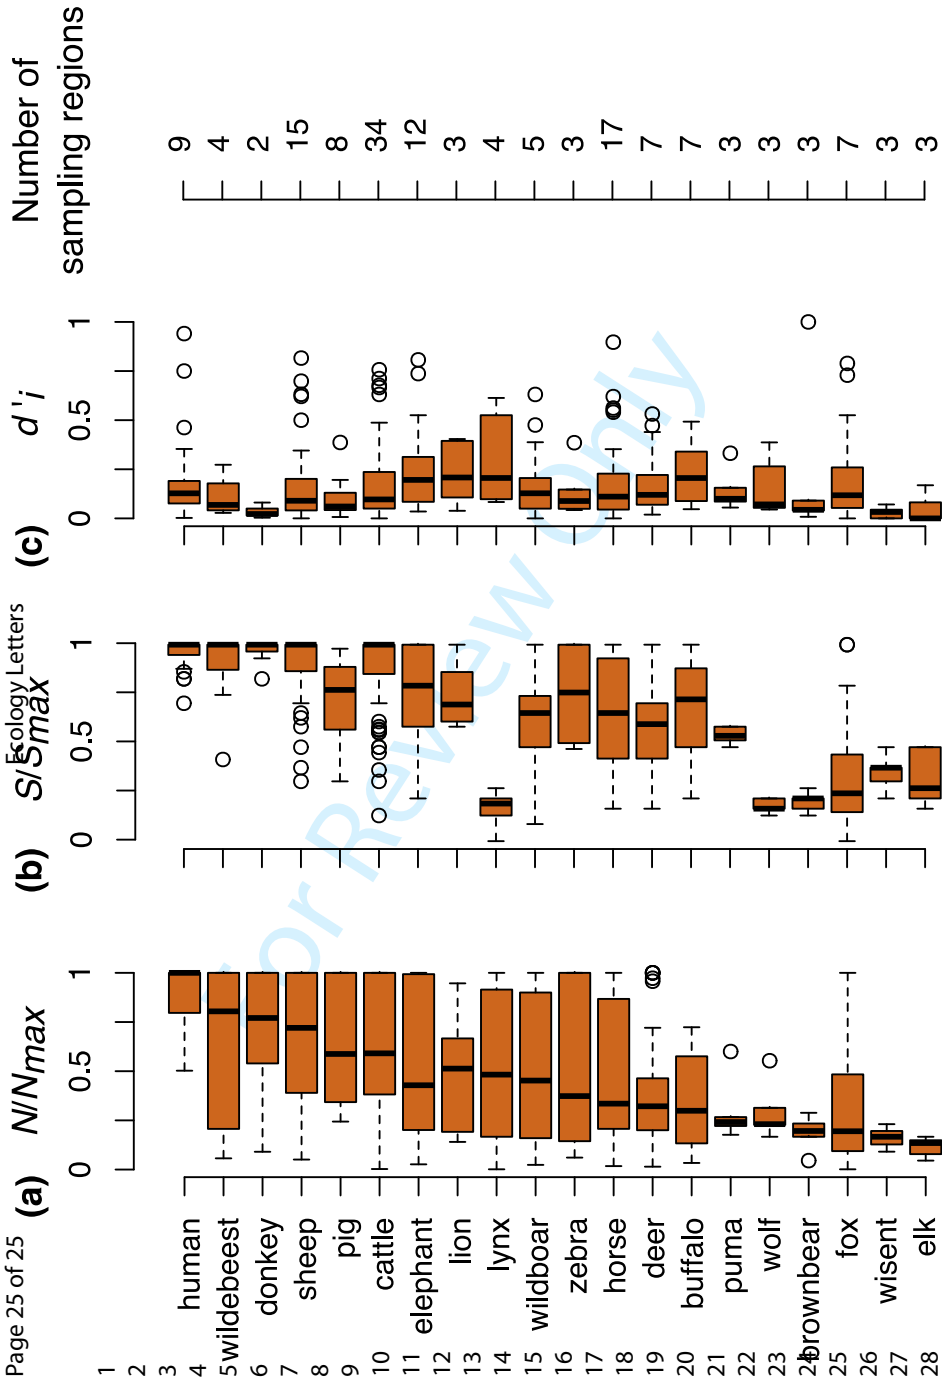 Page 25 of 25
Ecology Letters
(a) N/Nmax
0 0.5 1
(b) S/Smax
0 0.5 1
(c) d'i
0 0.5 1
Number of
sampling regions
human 9
wildebeest 4
donkey 2
sheep 15
pig 8
cattle 34
elephant 12
lion 3
lynx 4
wildboar 5
zebra 3
horse 17
deer 7
buffalo 7
puma 3
wolf 3
brownbear 3
fox 7
wisent 3
elk 3
1
2
3
4
5
6
7
8
9
10
11
12
13
14
15
16
17
18
19
20
21
22
23
24
25
26
27
28
For Review Only